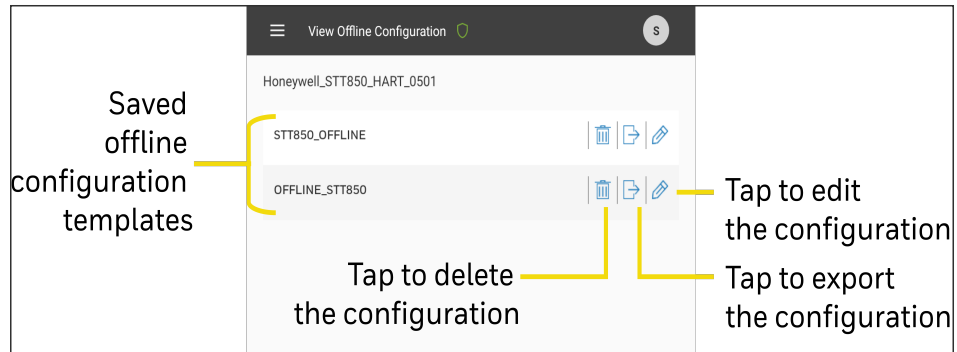 View Offline Configuration
S
Honeywell_STT850_HART_0501
Saved
offline
configuration
templates
STT850_OFFLINE
OFFLINE_STT850
Tap to edit
the configuration
Tap to delete
the configuration
Tap to export
the configuration